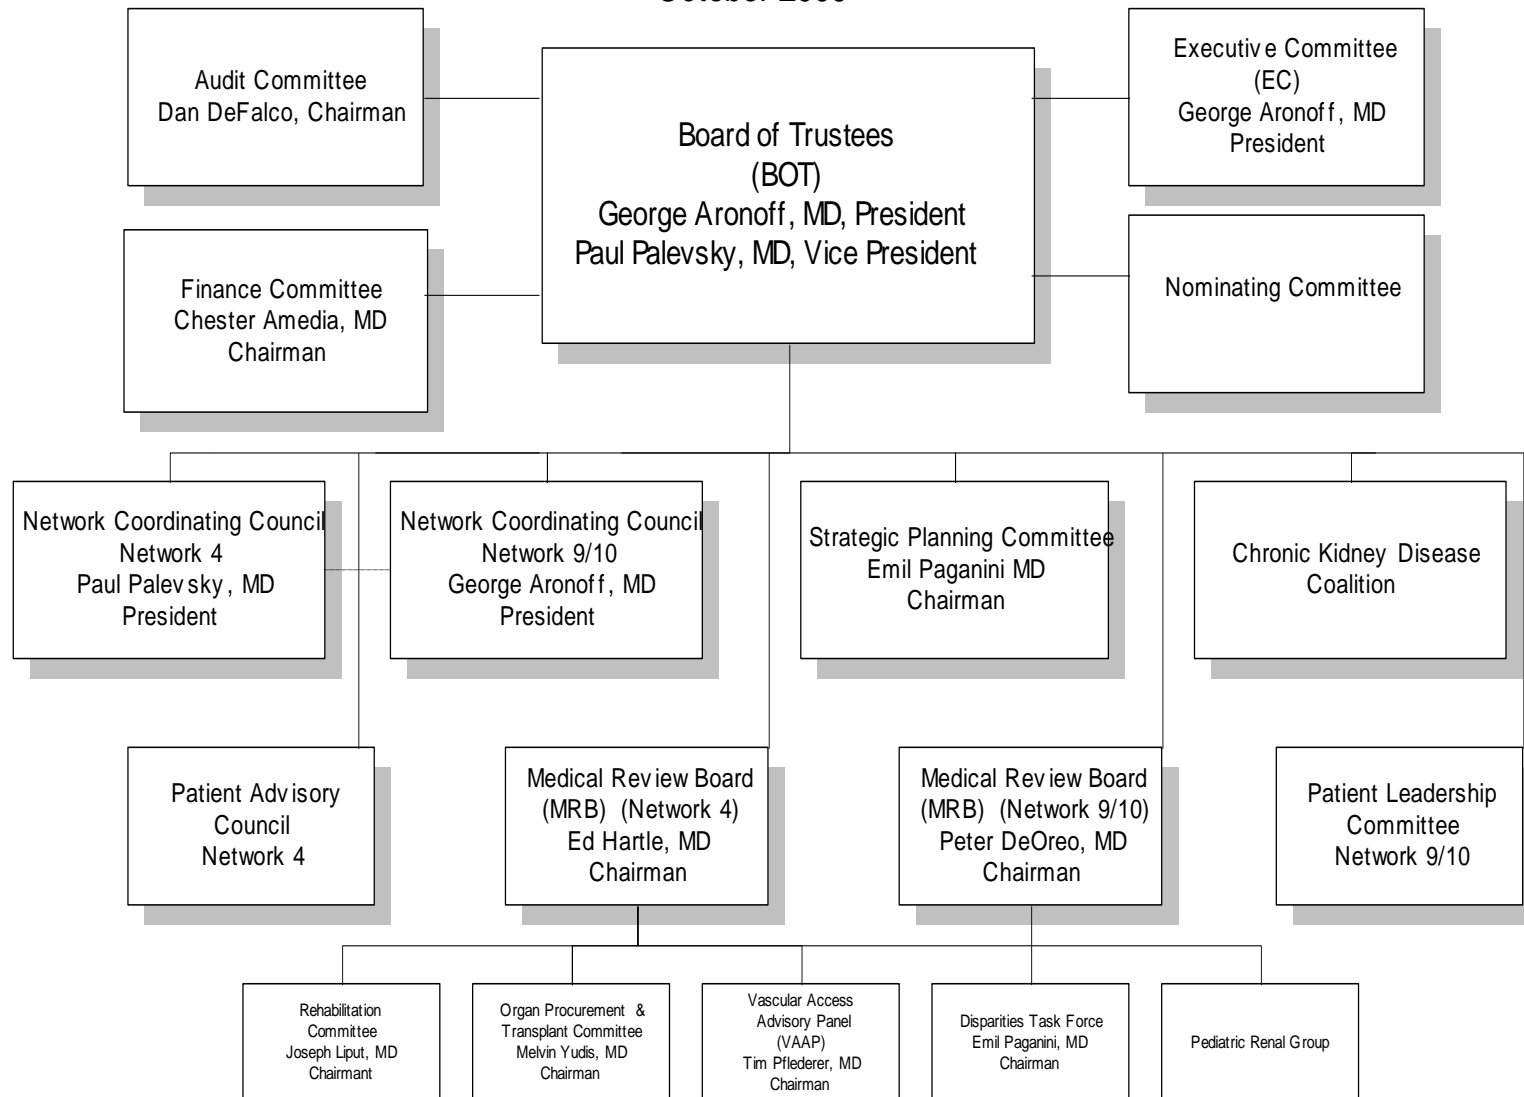 Audit Committee
Dan DeFalco, Chairman
Board of Trustees
(BOT)
George Aronoff, MD, President
Paul Palevsky, MD, Vice President
Executive Committee
(EC)
George Aronoff, MD
President
Finance Committee
Chester Amedia, MD
Chairman
Nominating Committee
Network Coordinating Council
Network 4
Paul Palevsky, MD
President
Network Coordinating Council
Network 9/10
George Aronoff, MD
President
Strategic Planning Committee
Emil Paganini MD
Chairman
Chronic Kidney Disease
Coalition
Patient Advisory
Council
Network 4
Medical Review Board
(MRB) (Network 4)
Ed Hartle, MD
Chairman
Medical Review Board
(MRB) (Network 9/10)
Peter DeOreo, MD
Chairman
Patient Leadership
Committee
Network 9/10
Rehabilitation
Committee
Joseph Liput, MD
Chairmant
Organ Procurement &
Transplant Committee
Melvin Yudis, MD
Chairman
Vascular Access
Advisory Panel
(VAAP)
Tim Pflederer, MD
Chairman
Disparities Task Force
Emil Paganini, MD
Chairman
Pediatric Renal Group